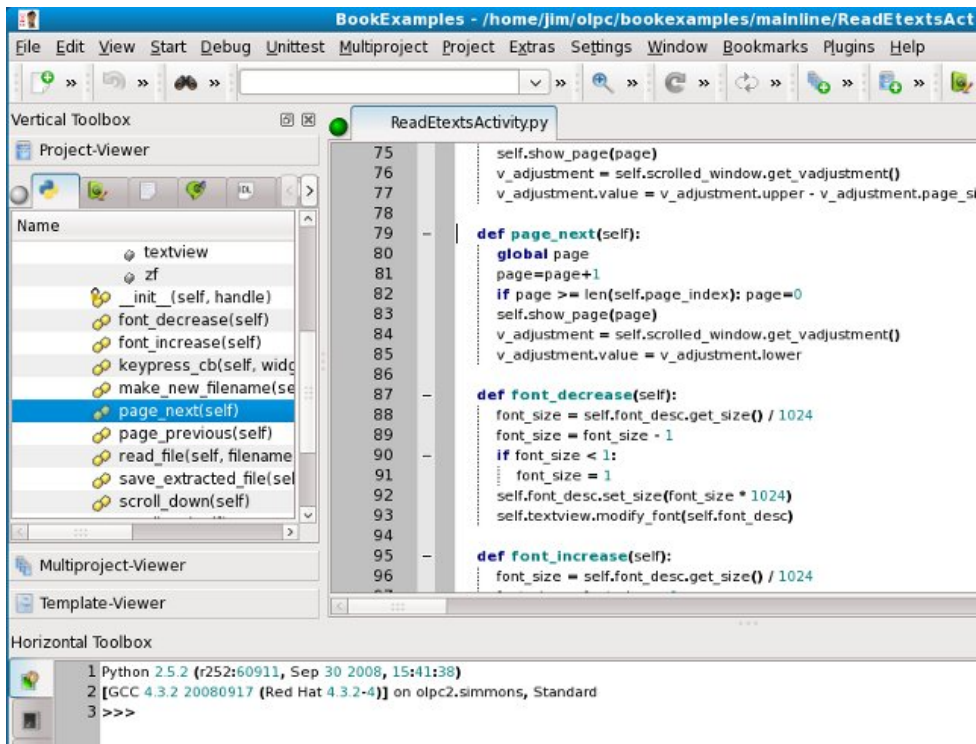 BookExamples - /home/jim/olpc/bookexamples/mainline/ReadEtextsAct
File Edit View Start Debug Unittest Multiproject Project Extras Settings Window Bookmarks Plugins Help
Vertical Toolbox
Project-Viewer
IDL
Name
textview
zf
__init__(self, handle)
font_decrease(self)
font_increase(self)
keypress_cb(self, widg
make_new_filename(se
page_next(self)
page_previous(self)
read_file(self, filename
save_extracted_file(sel
scroll_down(self)
Multiproject-Viewer
Template-Viewer
ReadEtextsActivity.py
75 self.show_page(page)
76 v_adjustment = self.scrolled_window.get_vadjustment()
77 v_adjustment.value = v_adjustment.upper - v_adjustment.page_si
78
79 def page_next(self):
80 global page
81 page=page+1
82 if page >= len(self.page_index): page=0
83 self.show_page(page)
84 v_adjustment = self.scrolled_window.get_vadjustment()
85 v_adjustment.value = v_adjustment.lower
86
87 def font_decrease(self):
88 font_size = self.font_desc.get_size() / 1024
89 font_size = font_size - 1
90 if font_size < 1:
91 font_size = 1
92 self.font_desc.set_size(font_size * 1024)
93 self.textview.modify_font(self.font_desc)
94
95 def font_increase(self):
96 font_size = self.font_desc.get_size() / 1024
Horizontal Toolbox
1 Python 2.5.2 (r252:60911, Sep 30 2008, 15:41:38)
2 [GCC 4.3.2 20080917 (Red Hat 4.3.2-4)] on olpc2.simmons, Standard
3 >>>